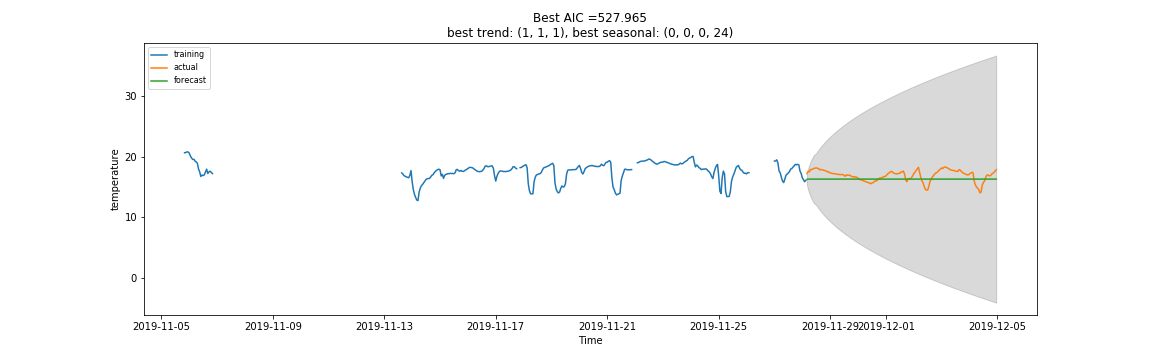 Best AIC =527.965
best trend: (1, 1, 1), best seasonal: (0, 0, 0, 24)
training
actual
forecast
30
20
10
0
temperature
2019-11-05 2019-11-09 2019-11-13 2019-11-17 2019-11-21 2019-11-25 2019-11-29 2019-12-01 2019-12-05
Time